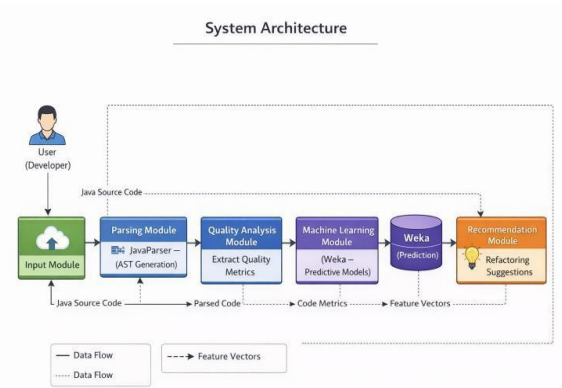 System Architecture
User
(Developer)
Java Source Code
Input Module
Parsing Module
JavaParser –
(AST Generation)
Quality Analysis
Module
Extract Quality
Metrics
Machine Learning
Module
(Weka –
Predictive Models)
Weka
(Prediction)
Recommendation
Module
Refactoring
Suggestions
Java Source Code
Parsed Code
Code Metrics
Feature Vectors
Data Flow
Data Flow
Feature Vectors